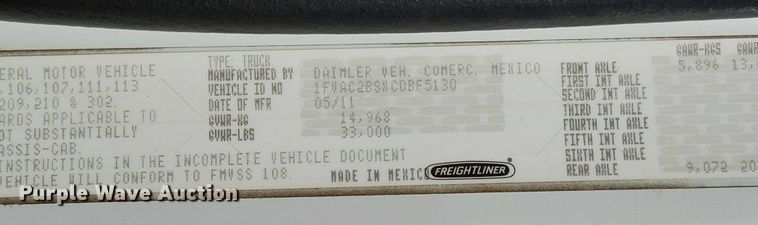 TYPE: TRUCK
GAWR-KGS GAWR
ERAL MOTOR VEHICLE MANUFACTURED BY DAIMLER VEH. COMERC. MEXICO FRONT AXLE 5,896 13,
,106,107,111,113 VEHICLE ID NO 1FVAC2BSXCDBF5130 FIRST INT AXLE
209,210 & 302. DATE OF MFR 05/11 SECOND INT AXLE
ARDS APPLICABLE TO GVWR-KG 14,968 THIRD INT AXLE
OT SUBSTANTIALLY GVWR-LBS 33,000 FOURTH INT AXLE
ASSIS-CAB. FIFTH INT AXLE
INSTRUCTIONS IN THE INCOMPLETE VEHICLE DOCUMENT SIXTH INT AXLE
VEHICLE WILL CONFORM TO FMVSS 108. MADE IN MEXICO FREIGHTLINER REAR AXLE 9,072 20
Purple Wave Auction